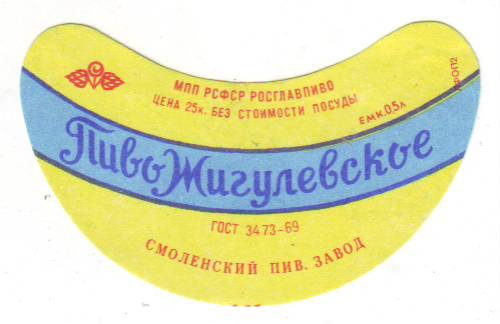 МПП РСФСР РОСГЛАВПИВО
ЦЕНА 25к. БЕЗ СТОИМОСТИ ПОСУДЫ
ЕМК.0,5л
Пиво Жигулевское
ГОСТ 3473-69
СМОЛЕНСКИЙ ПИВ. ЗАВОД